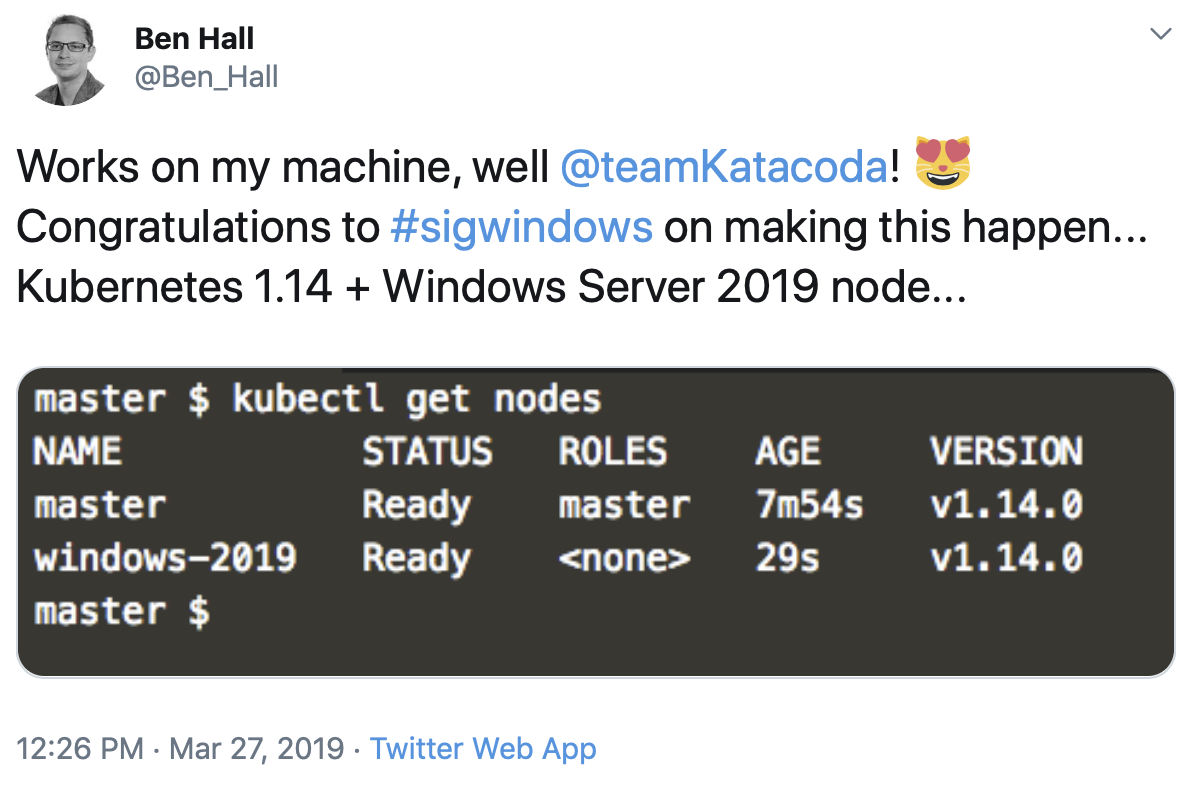 Ben Hall
@Ben_Hall
Works on my machine, well @teamKatacoda! 😻
Congratulations to #sigwindows on making this happen...
Kubernetes 1.14 + Windows Server 2019 node...
master $ kubectl get nodes
NAME STATUS ROLES AGE VERSION
master Ready master 7m54s v1.14.0
windows-2019 Ready <none> 29s v1.14.0
master $
12:26 PM · Mar 27, 2019 · Twitter Web App